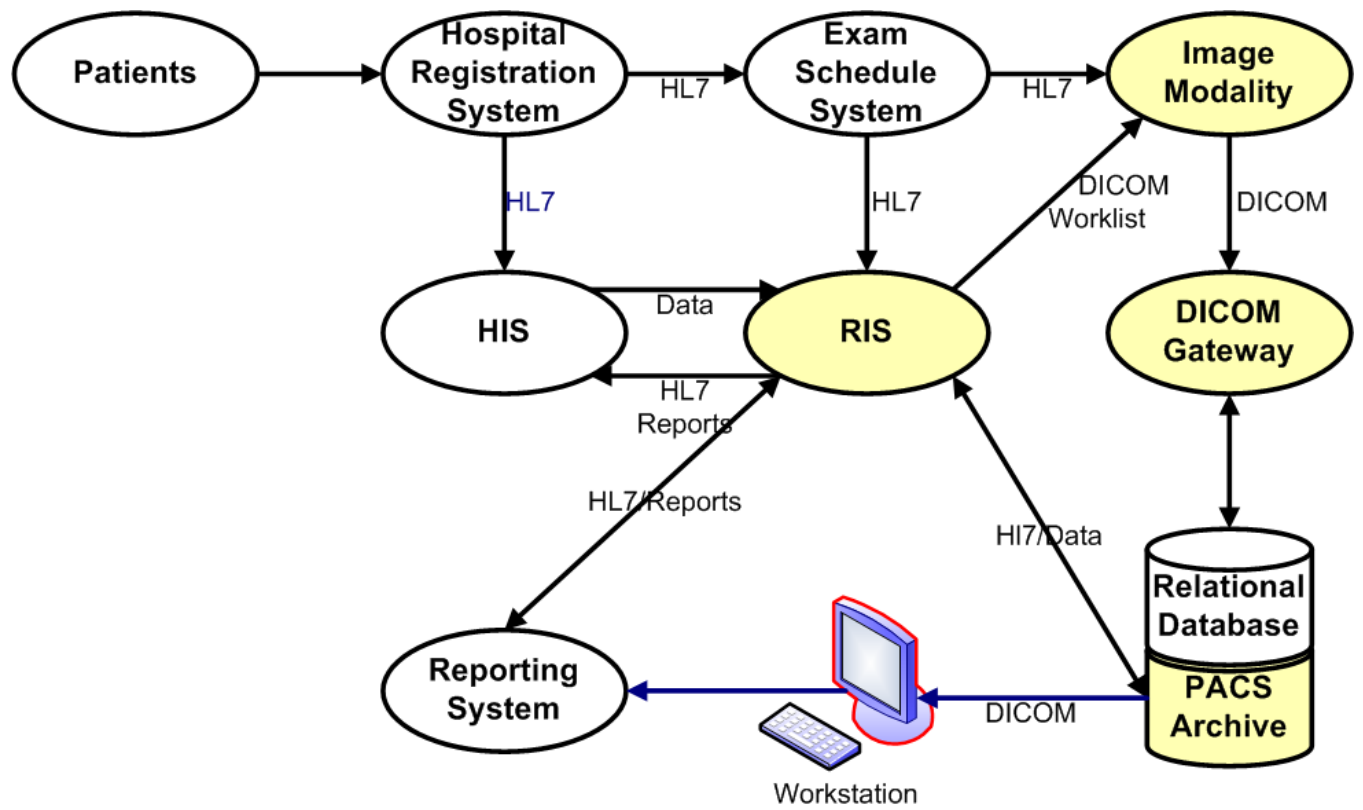 Patients
Hospital
Registration
System
HL7
Exam
Schedule
System
HL7
Image
Modality
HL7
HL7
DICOM
Worklist
DICOM
HIS
Data
RIS
DICOM
Gateway
HL7
Reports
HL7/Reports
Hl7/Data
Relational
Database
Reporting
System
DICOM
PACS
Archive
Workstation